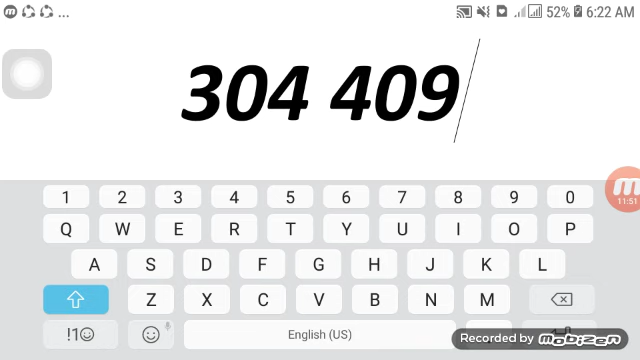 ... 52% 6:22 AM
304 409
11:51
1 2 3 4 5 6 7 8 9 0
Q W E R T Y U I O P
A S D F G H J K L
Z X C V B N M
!1☺ English (US)
Recorded by mobizen